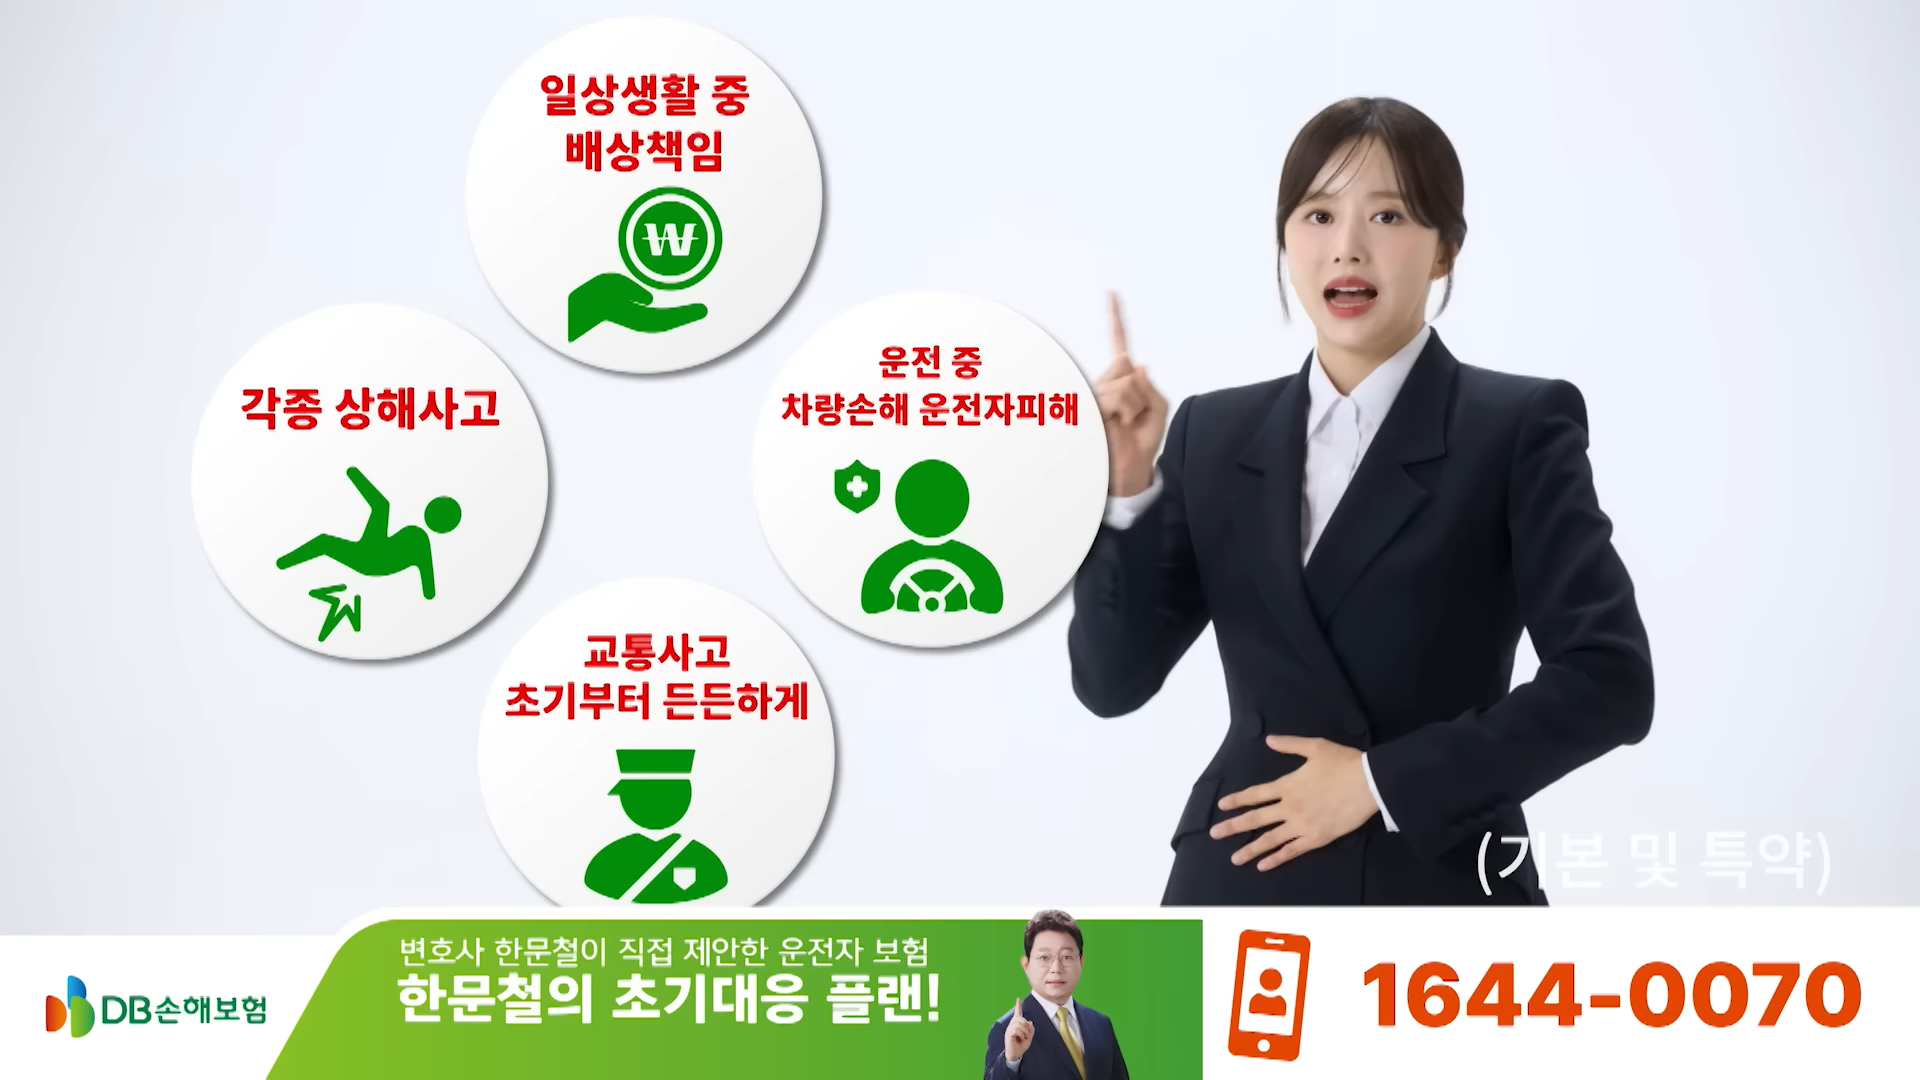 일상생활 중
배상책임
W
각종 상해사고
운전 중
차량손해 운전자피해
교통사고
초기부터 든든하게
(기본 및 특약)
변호사 한문철이 직접 제안한 운전자 보험
한문철의 초기대응 플랜!
DB손해보험
1644-0070